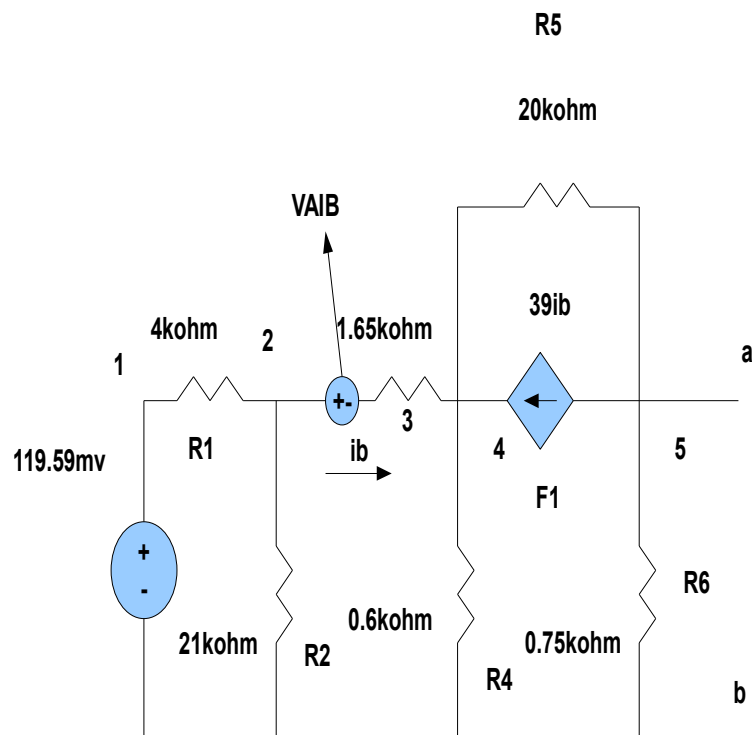 R5
20kohm
VAIB
39ib
1.65kohm
4kohm
2
1
a
+-
3
119.59mv
R1
ib
4
5
F1
+
-
R6
0.6kohm
0.75kohm
21kohm
R2
R4
b